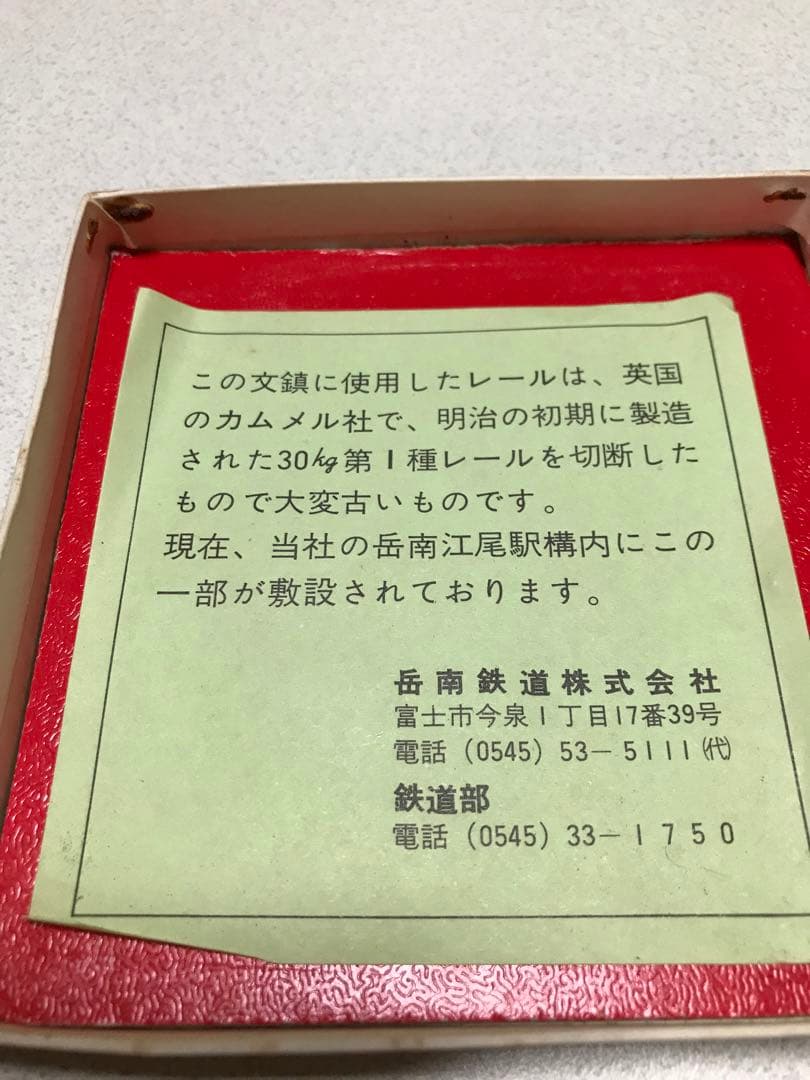 この文鎮に使用したレールは、英国
のカムメル社で、明治の初期に製造
された30kg第1種レールを切断した
もので大変古いものです。
現在、当社の岳南江尾駅構内にこの
一部が敷設されております。
岳南鉄道株式会社
富士市今泉1丁目17番39号
電話（0545）53－5111㈹
鉄道部
電話（0545）33－1750